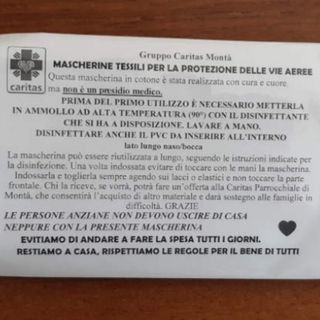 Gruppo Caritas Montà
MASCHERINE TESSILI PER LA PROTEZIONE DELLE VIE AEREE
Questa mascherina in cotone è stata realizzata con cura e cuore
ma non è un presidio medico.
caritas
PRIMA DEL PRIMO UTILIZZO È NECESSARIO METTERLA
IN AMMOLLO AD ALTA TEMPERATURA (90°) CON IL DISINFETTANTE
CHE SI HA A DISPOSIZIONE. LAVARE A MANO.
DISINFETTARE ANCHE IL PVC DA INSERIRE ALL'INTERNO
lato lungo naso/bocca
La mascherina può essere riutilizzata a lungo, seguendo le istruzioni indicate per
la disinfezione. Una volta indossata evitare di toccare con le mani la mascherina.
Indossarla e toglierla sempre agendo sui lacci o elastici e non toccare la parte
frontale. Chi la riceve, se vorrà, potrà fare un'offerta alla Caritas Parrocchiale di
Montà, che consentirà l'acquisto di altro materiale e darà sostegno alle famiglie in
difficoltà. GRAZIE
LE PERSONE ANZIANE NON DEVONO USCIRE DI CASA
NEPPURE CON LA PRESENTE MASCHERINA
EVITIAMO DI ANDARE A FARE LA SPESA TUTTI I GIORNI.
RESTIAMO A CASA, RISPETTIAMO LE REGOLE PER IL BENE DI TUTTI